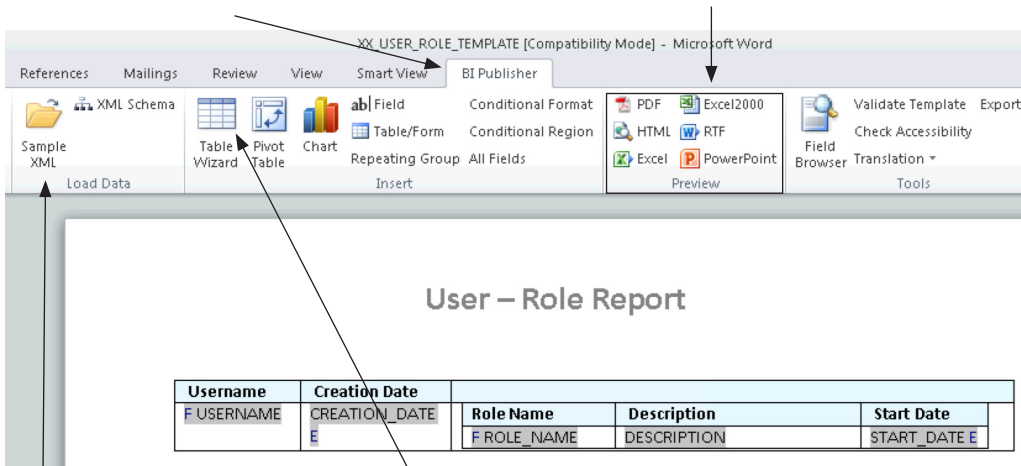 XX_USER_ROLE_TEMPLATE [Compatibility Mode] - Microsoft Word
References Mailings Review View Smart View BI Publisher
XML Schema ab| Field Conditional Format PDF Excel2000 Validate Template Export
Table/Form Conditional Region HTML RTF Check Accessibility
Sample XML Table Wizard Pivot Table Chart Repeating Group All Fields Excel PowerPoint Field Browser Translation
Load Data Insert Preview Tools
User – Role Report
Username Creation Date
F USERNAME CREATION_DATE Role Name Description Start Date
E F ROLE_NAME DESCRIPTION START_DATE E